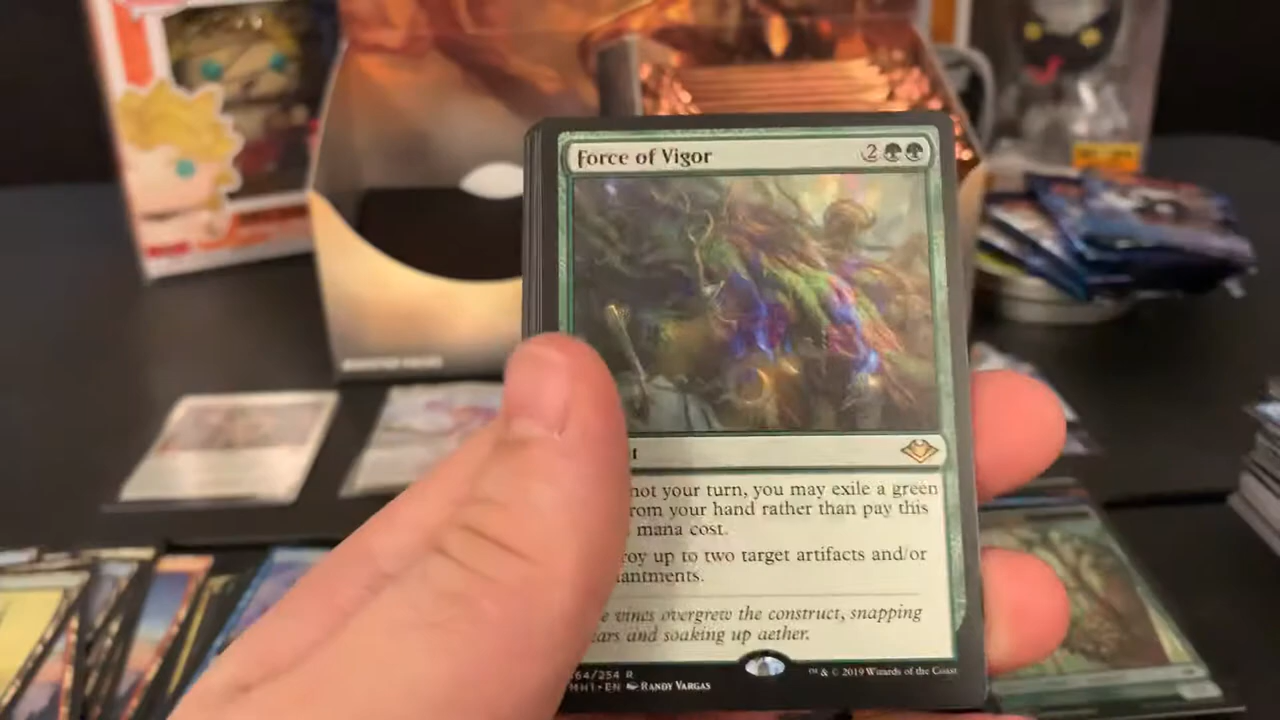 Force of Vigor
2
t
not your turn, you may exile a green
rom your hand rather than pay this
mana cost.
roy up to two target artifacts and/or
antments.
e vines overgrew the construct, snapping
ears and soaking up aether.
64/254 R
MH1 • EN RANDY VARGAS
™ & © 2019 Wizards of the Coast